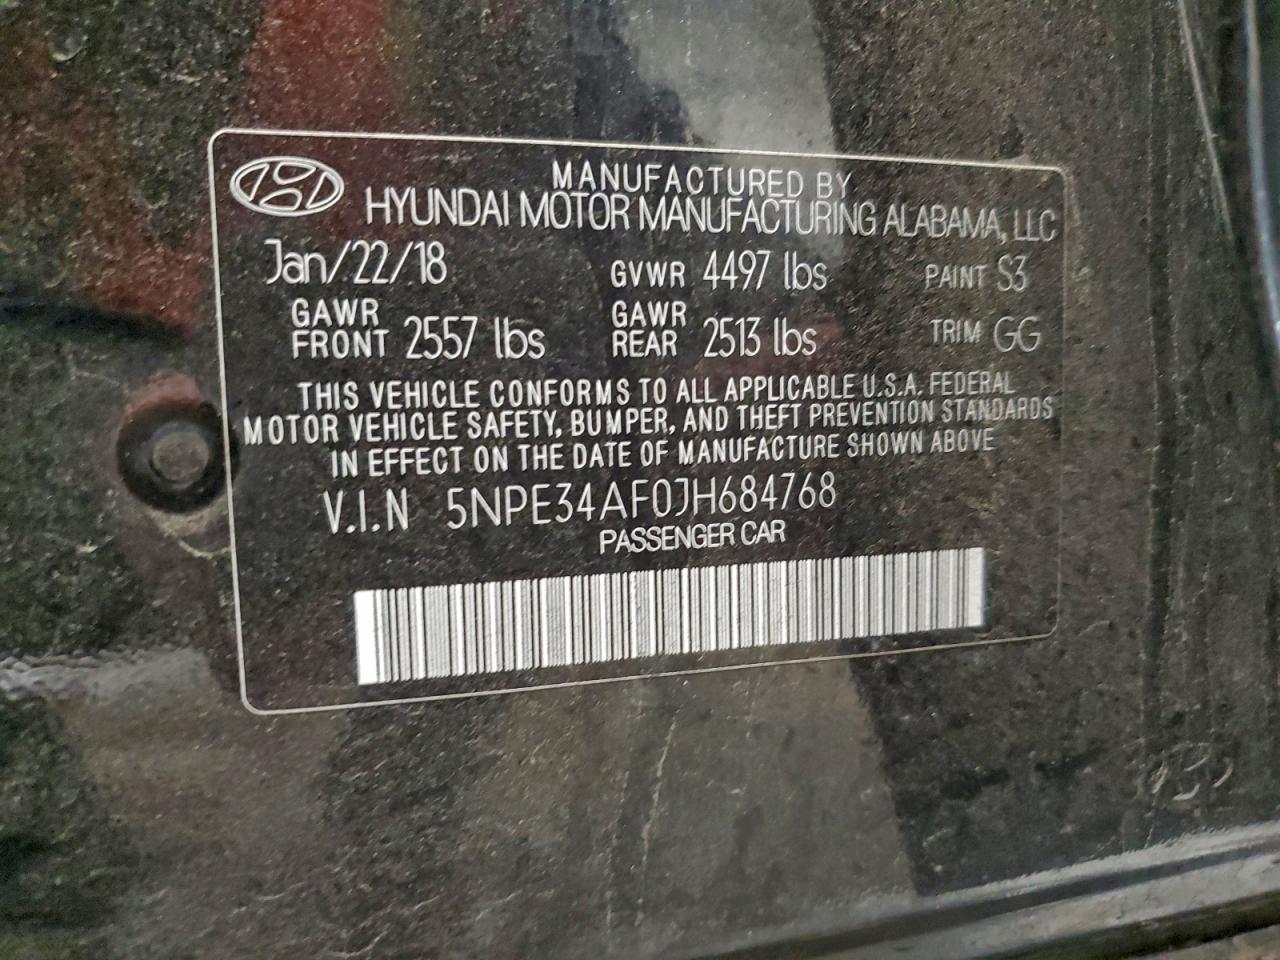 MANUFACTURED BY
HYUNDAI MOTOR MANUFACTURING ALABAMA, LLC
Jan/22/18 GVWR 4497 lbs PAINT S3
GAWR FRONT 2557 lbs GAWR REAR 2513 lbs TRIM GG
THIS VEHICLE CONFORMS TO ALL APPLICABLE U.S.A. FEDERAL
MOTOR VEHICLE SAFETY, BUMPER, AND THEFT PREVENTION STANDARDS
IN EFFECT ON THE DATE OF MANUFACTURE SHOWN ABOVE
V.I.N 5NPE34AF0JH684768
PASSENGER CAR